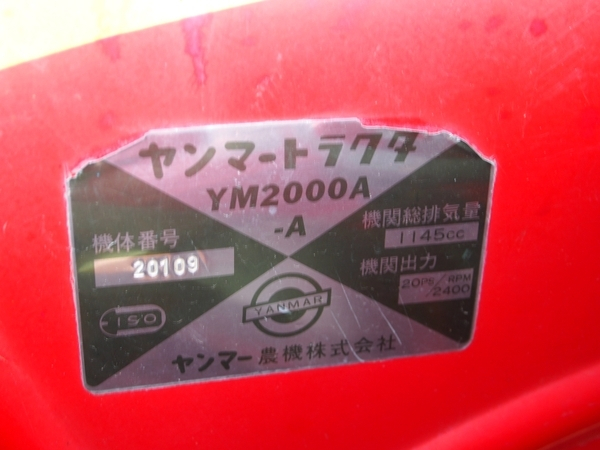 ヤンマートラクタ
YM2000A
-A
機体番号
20109
機関総排気量
1145cc
機関出力
20PS/RPM
/2400
ISO
YANMAR
ヤンマー農機株式会社